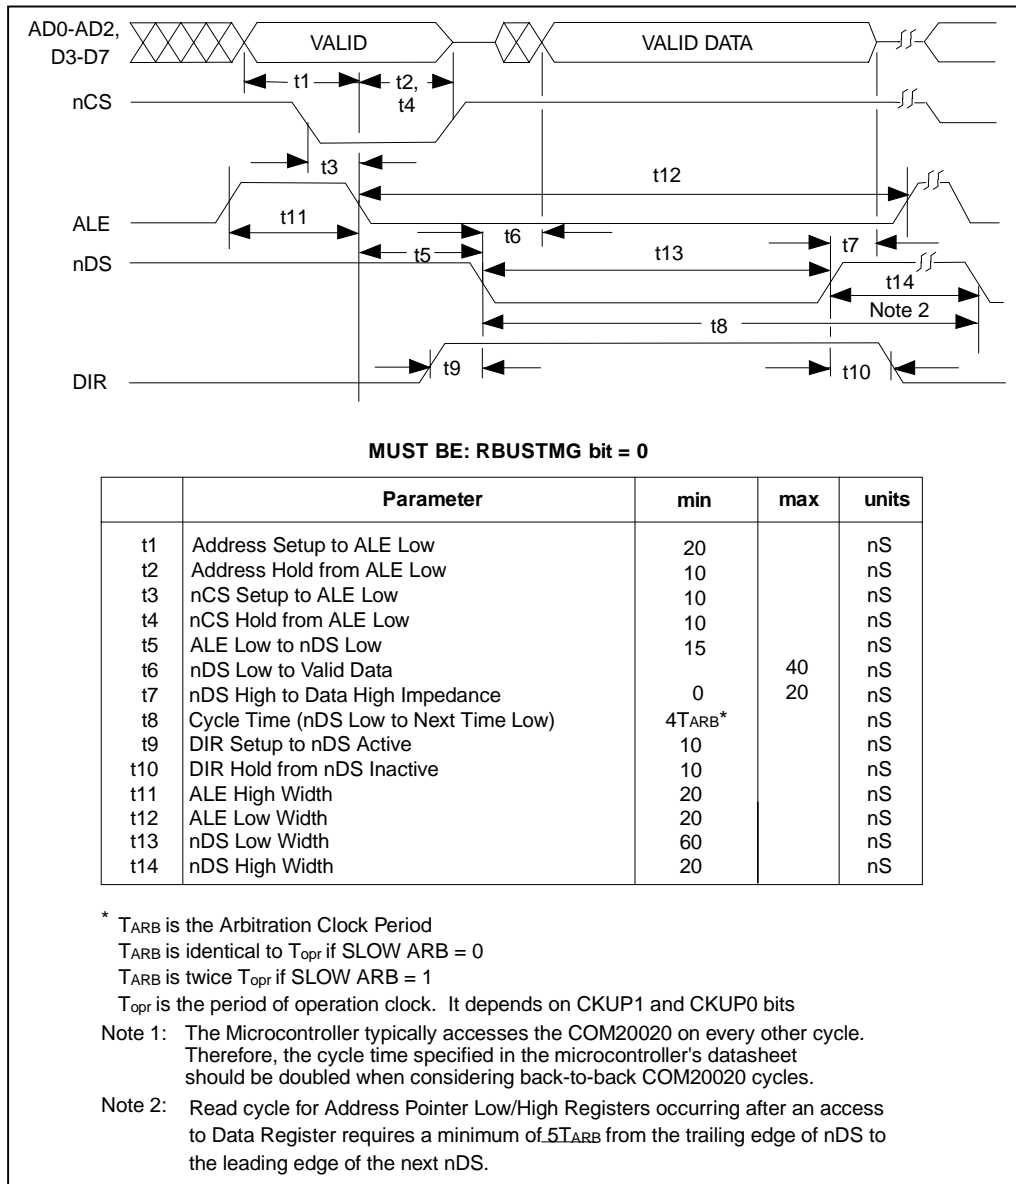 AD0-AD2,
D3-D7
VALID
VALID DATA
t1
t2,
t4
nCS
t3
t12
ALE
t11
t6
t7
nDS
t5
t13
t14
Note 2
t8
DIR
t9
t10
MUST BE: RBUSTMG bit = 0
Parameter min max units
t1 Address Setup to ALE Low 20 nS
t2 Address Hold from ALE Low 10 nS
t3 nCS Setup to ALE Low 10 nS
t4 nCS Hold from ALE Low 10 nS
t5 ALE Low to nDS Low 15 nS
t6 nDS Low to Valid Data 40 nS
t7 nDS High to Data High Impedance 0 20 nS
t8 Cycle Time (nDS Low to Next Time Low) 4TARB* nS
t9 DIR Setup to nDS Active 10 nS
t10 DIR Hold from nDS Inactive 10 nS
t11 ALE High Width 20 nS
t12 ALE Low Width 20 nS
t13 nDS Low Width 60 nS
t14 nDS High Width 20 nS
* TARB is the Arbitration Clock Period
TARB is identical to Topr if SLOW ARB = 0
TARB is twice Topr if SLOW ARB = 1
Topr is the period of operation clock. It depends on CKUP1 and CKUP0 bits
Note 1: The Microcontroller typically accesses the COM20020 on every other cycle.
Therefore, the cycle time specified in the microcontroller's datasheet
should be doubled when considering back-to-back COM20020 cycles.
Note 2: Read cycle for Address Pointer Low/High Registers occurring after an access
to Data Register requires a minimum of 5TARB from the trailing edge of nDS to
the leading edge of the next nDS.